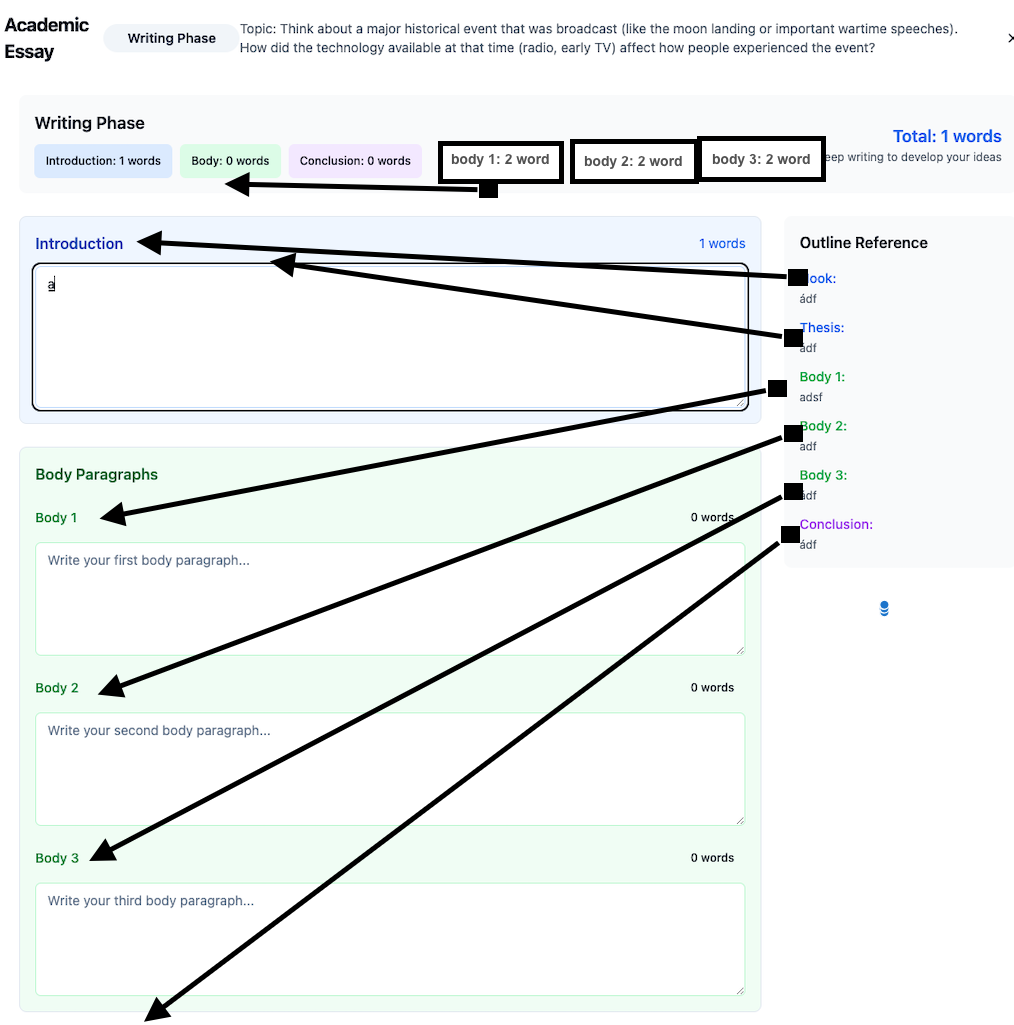 Academic
Essay
Writing Phase
Topic: Think about a major historical event that was broadcast (like the moon landing or important wartime speeches).
How did the technology available at that time (radio, early TV) affect how people experienced the event?
Writing Phase
Introduction: 1 words
Body: 0 words
Conclusion: 0 words
body 1: 2 word
body 2: 2 word
body 3: 2 word
Total: 1 words
eep writing to develop your ideas
Introduction
1 words
a
Outline Reference
ook:
ádf
Thesis:
adf
Body 1:
adsf
Body 2:
adf
Body 3:
adf
Conclusion:
ádf
Body Paragraphs
Body 1
0 words
Write your first body paragraph...
Body 2
0 words
Write your second body paragraph...
Body 3
0 words
Write your third body paragraph...